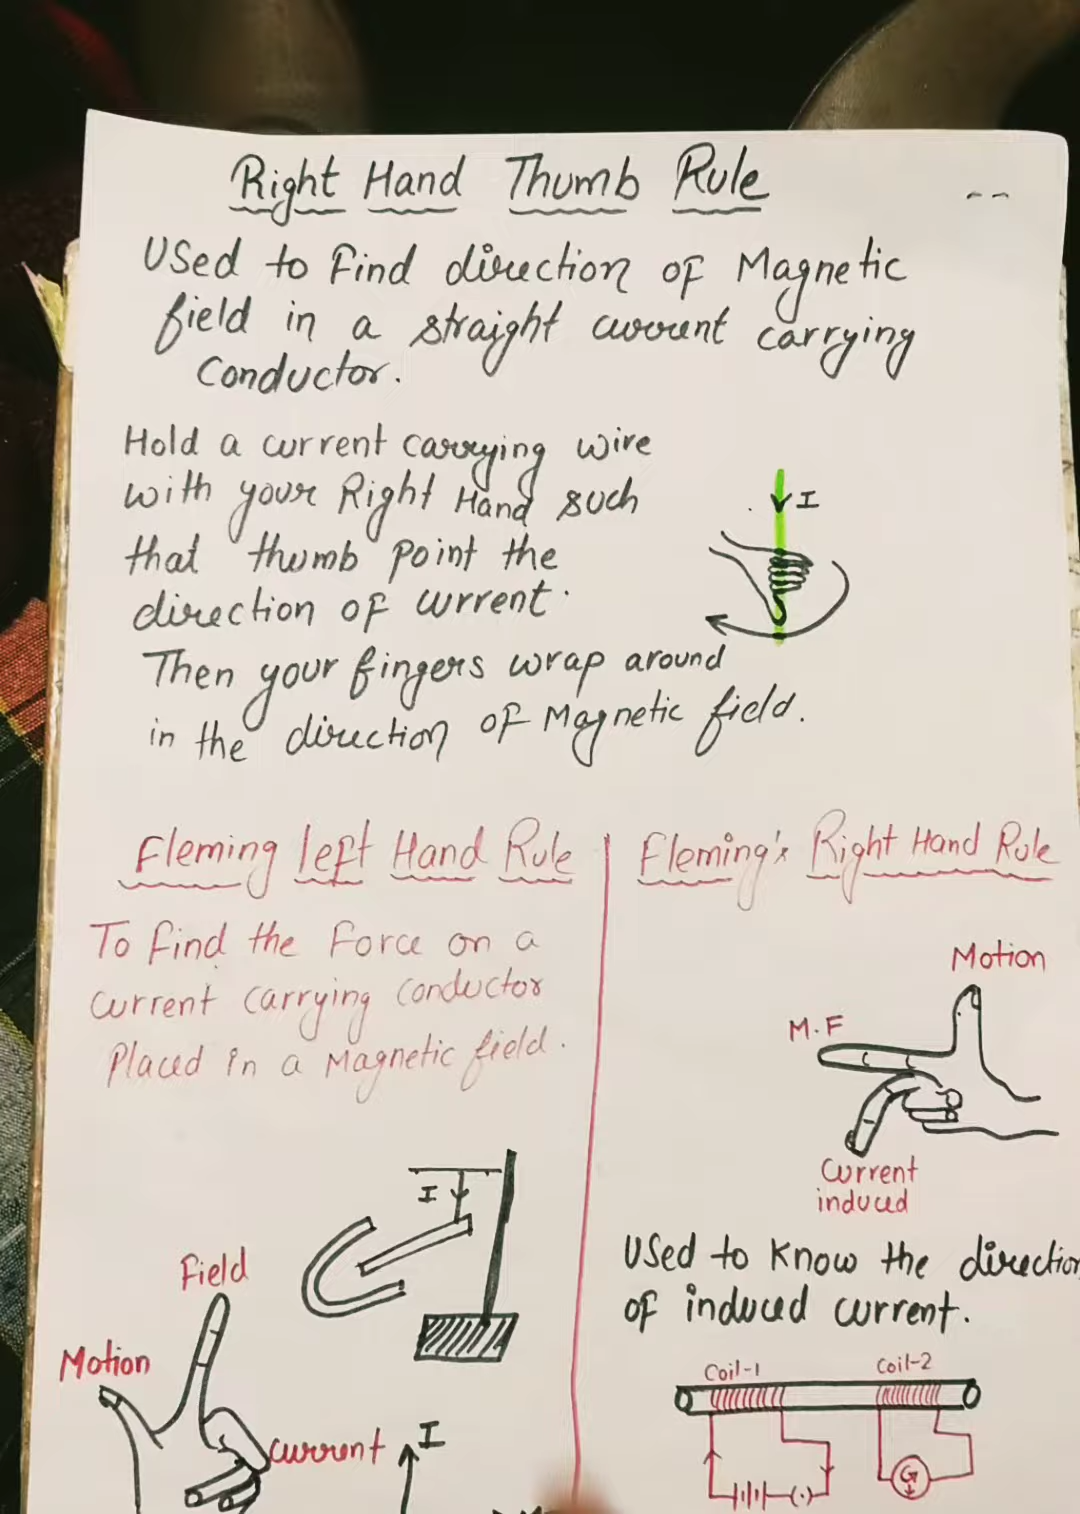 Right Hand Thumb Rule
Used to Find direction of Magnetic
field in a straight current carrying
Conductor.
Hold a current carrying wire
with your Right Hand such
that thumb point the
direction of current.
Then your fingers wrap around
in the direction of Magnetic field.
I
Fleming left Hand Rule
To find the Force on a
current carrying conductor
Placed in a Magnetic field.
I
Field
Motion
current
I
Fleming's Right Hand Rule
Motion
M.F
Current
induced
Used to know the direction
of induced current.
Coil-1
Coil-2
G